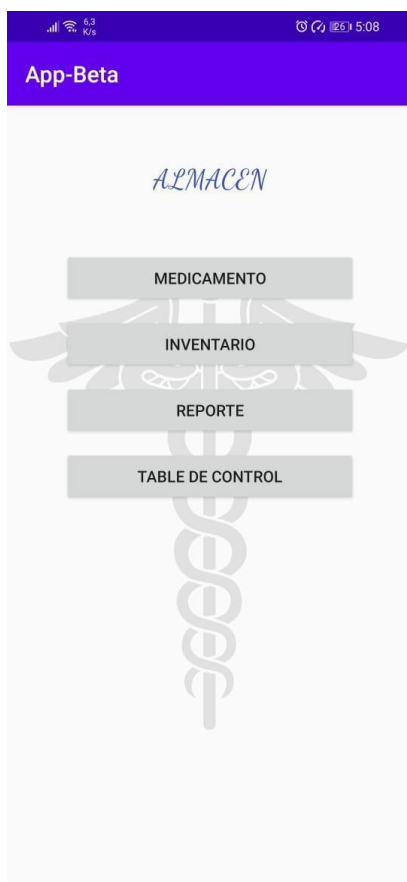 6,3
K/s
26 5:08
App-Beta
ALMACEN
MEDICAMENTO
INVENTARIO
REPORTE
TABLE DE CONTROL